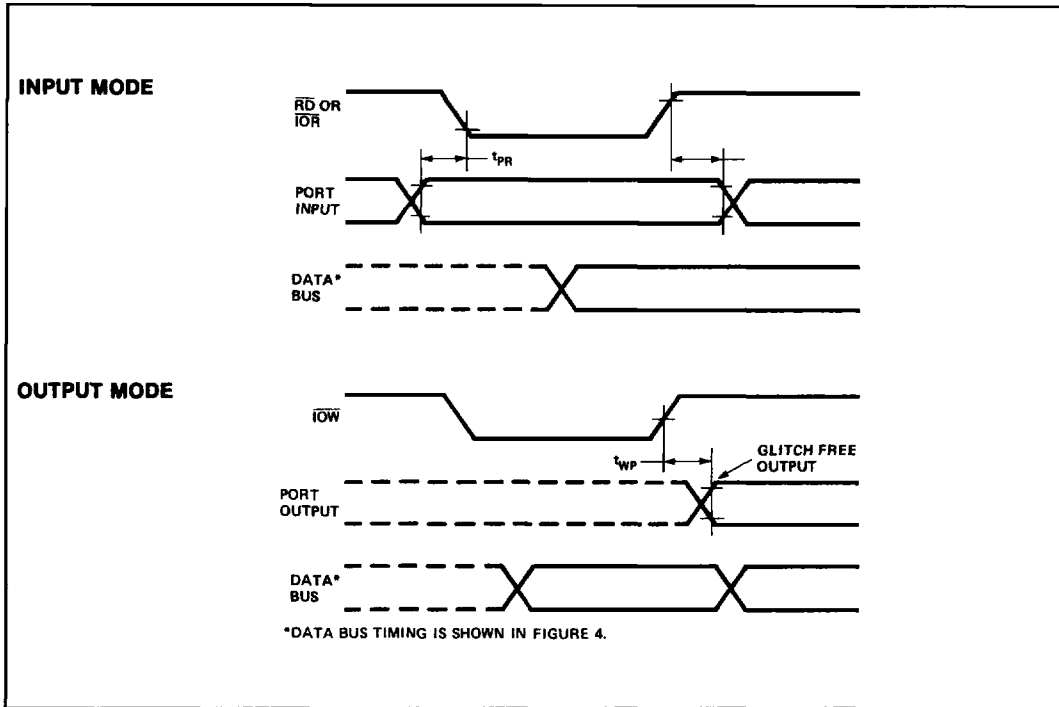 INPUT MODE
RD OR
IOR
tPR
PORT
INPUT
DATA*
BUS
OUTPUT MODE
IOW
tWP
GLITCH FREE
OUTPUT
PORT
OUTPUT
DATA*
BUS
*DATA BUS TIMING IS SHOWN IN FIGURE 4.